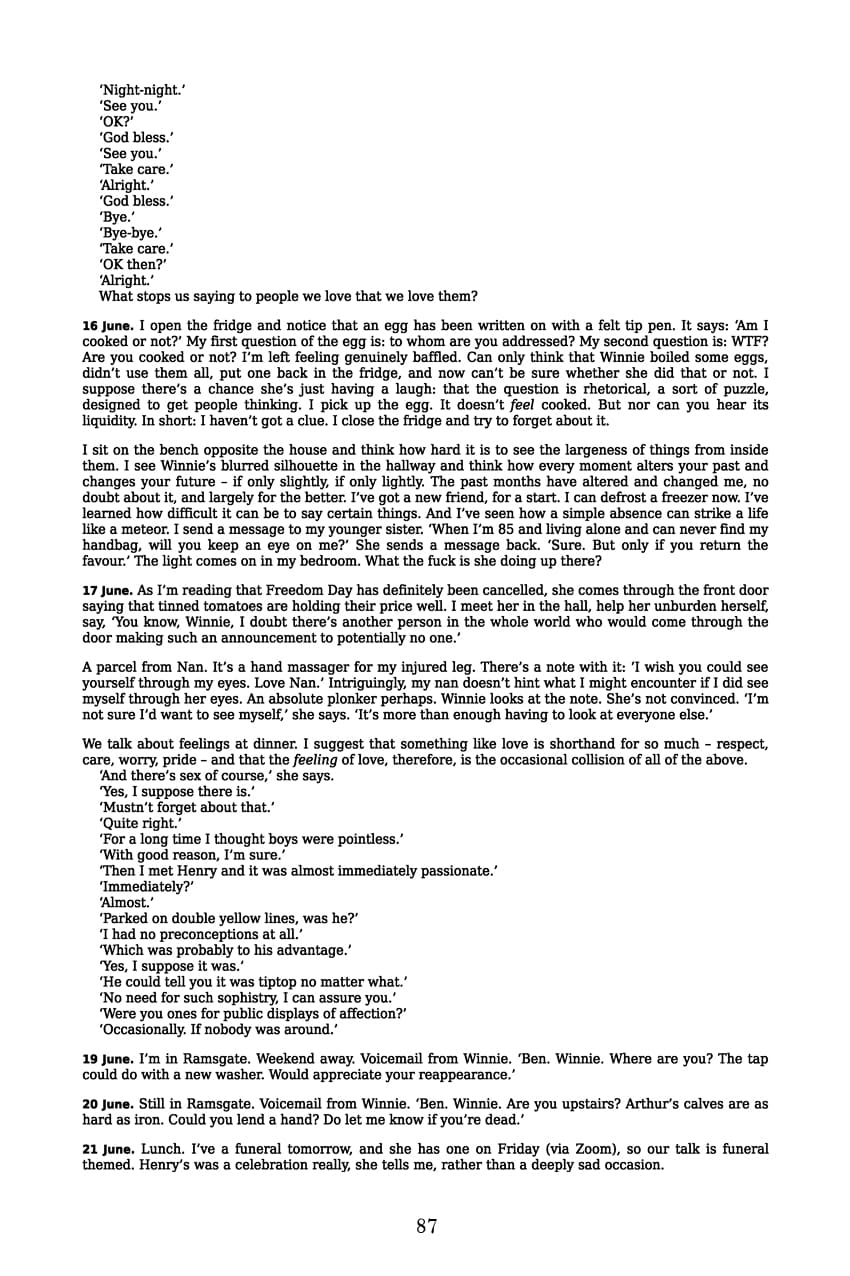 ‘Night-night.’
‘See you.’
‘OK?’
‘God bless.’
‘See you.’
‘Take care.’
‘Alright.’
‘God bless.’
‘Bye.’
‘Bye-bye.’
‘Take care.’
‘OK then?’
‘Alright.’
What stops us saying to people we love that we love them?
16 June. I open the fridge and notice that an egg has been written on with a felt tip pen. It says: ‘Am I
cooked or not?’ My first question of the egg is: to whom are you addressed? My second question is: WTF?
Are you cooked or not? I’m left feeling genuinely baffled. Can only think that Winnie boiled some eggs,
didn’t use them all, put one back in the fridge, and now can’t be sure whether she did that or not. I
suppose there’s a chance she’s just having a laugh: that the question is rhetorical, a sort of puzzle,
designed to get people thinking. I pick up the egg. It doesn’t feel cooked. But nor can you hear its
liquidity. In short: I haven’t got a clue. I close the fridge and try to forget about it.
I sit on the bench opposite the house and think how hard it is to see the largeness of things from inside
them. I see Winnie’s blurred silhouette in the hallway and think how every moment alters your past and
changes your future – if only slightly, if only lightly. The past months have altered and changed me, no
doubt about it, and largely for the better. I’ve got a new friend, for a start. I can defrost a freezer now. I’ve
learned how difficult it can be to say certain things. And I’ve seen how a simple absence can strike a life
like a meteor. I send a message to my younger sister. ‘When I’m 85 and living alone and can never find my
handbag, will you keep an eye on me?’ She sends a message back. ‘Sure. But only if you return the
favour.’ The light comes on in my bedroom. What the fuck is she doing up there?
17 June. As I’m reading that Freedom Day has definitely been cancelled, she comes through the front door
saying that tinned tomatoes are holding their price well. I meet her in the hall, help her unburden herself,
say, ‘You know, Winnie, I doubt there’s another person in the whole world who would come through the
door making such an announcement to potentially no one.’
A parcel from Nan. It’s a hand massager for my injured leg. There’s a note with it: ‘I wish you could see
yourself through my eyes. Love Nan.’ Intriguingly, my nan doesn’t hint what I might encounter if I did see
myself through her eyes. An absolute plonker perhaps. Winnie looks at the note. She’s not convinced. ‘I’m
not sure I’d want to see myself,’ she says. ‘It’s more than enough having to look at everyone else.’
We talk about feelings at dinner. I suggest that something like love is shorthand for so much – respect,
care, worry, pride – and that the feeling of love, therefore, is the occasional collision of all of the above.
‘And there’s sex of course,’ she says.
‘Yes, I suppose there is.’
‘Mustn’t forget about that.’
‘Quite right.’
‘For a long time I thought boys were pointless.’
‘With good reason, I’m sure.’
‘Then I met Henry and it was almost immediately passionate.’
‘Immediately?’
‘Almost.’
‘Parked on double yellow lines, was he?’
‘I had no preconceptions at all.’
‘Which was probably to his advantage.’
‘Yes, I suppose it was.’
‘He could tell you it was tiptop no matter what.’
‘No need for such sophistry, I can assure you.’
‘Were you ones for public displays of affection?’
‘Occasionally. If nobody was around.’
19 June. I’m in Ramsgate. Weekend away. Voicemail from Winnie. ‘Ben. Winnie. Where are you? The tap
could do with a new washer. Would appreciate your reappearance.’
20 June. Still in Ramsgate. Voicemail from Winnie. ‘Ben. Winnie. Are you upstairs? Arthur’s calves are as
hard as iron. Could you lend a hand? Do let me know if you’re dead.’
21 June. Lunch. I’ve a funeral tomorrow, and she has one on Friday (via Zoom), so our talk is funeral
themed. Henry’s was a celebration really, she tells me, rather than a deeply sad occasion.
87